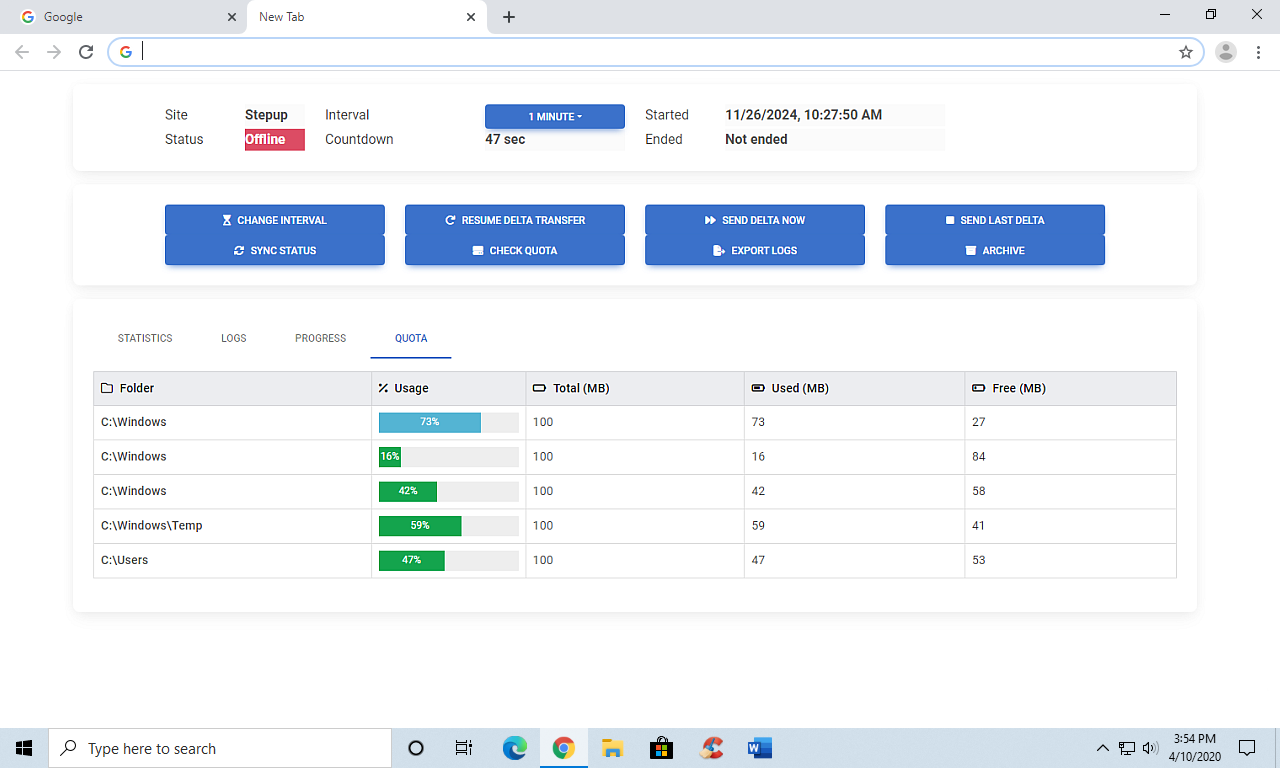 Google
New Tab
Site Stepup Interval 1 MINUTE Started 11/26/2024, 10:27:50 AM
Status Offline Countdown 47 sec Ended Not ended
CHANGE INTERVAL RESUME DELTA TRANSFER SEND DELTA NOW SEND LAST DELTA
SYNC STATUS CHECK QUOTA EXPORT LOGS ARCHIVE
STATISTICS LOGS PROGRESS QUOTA
Folder Usage Total (MB) Used (MB) Free (MB)
C:\Windows 73% 100 73 27
C:\Windows 16% 100 16 84
C:\Windows 42% 100 42 58
C:\Windows\Temp 59% 100 59 41
C:\Users 47% 100 47 53
Type here to search
3:54 PM
4/10/2020